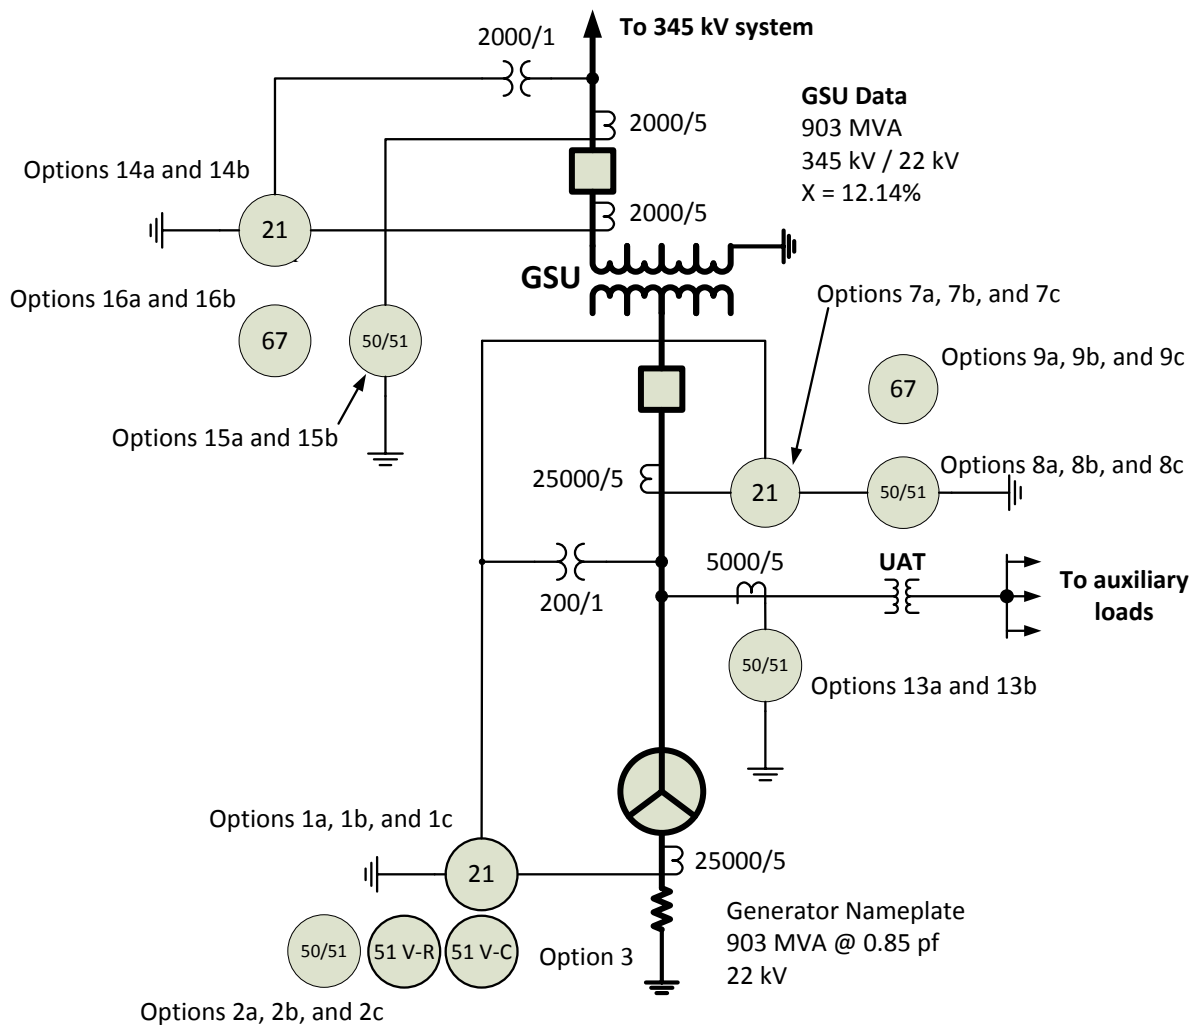 To 345 kV system
2000/1
GSU Data
903 MVA
345 kV / 22 kV
X = 12.14%
2000/5
Options 14a and 14b
21
2000/5
GSU
Options 16a and 16b
67
50/51
Options 15a and 15b
Options 7a, 7b, and 7c
67
Options 9a, 9b, and 9c
25000/5
21
50/51
Options 8a, 8b, and 8c
200/1
5000/5
UAT
To auxiliary
loads
50/51
Options 13a and 13b
Options 1a, 1b, and 1c
21
25000/5
50/51
51 V-R
51 V-C
Option 3
Generator Nameplate
903 MVA @ 0.85 pf
22 kV
Options 2a, 2b, and 2c